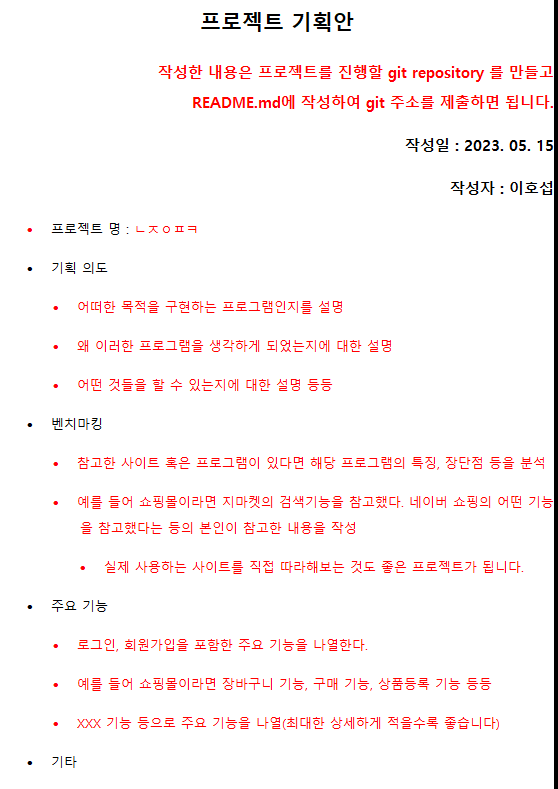 프로젝트 기획안
작성한 내용은 프로젝트를 진행할 git repository 를 만들고
README.md에 작성하여 git 주소를 제출하면 됩니다.
작성일 : 2023. 05. 15
작성자 : 이호섭
• 프로젝트 명 : ㄴㅈㅇㅍㅋ
• 기획 의도
• 어떠한 목적을 구현하는 프로그램인지를 설명
• 왜 이러한 프로그램을 생각하게 되었는지에 대한 설명
• 어떤 것들을 할 수 있는지에 대한 설명 등등
• 벤치마킹
• 참고한 사이트 혹은 프로그램이 있다면 해당 프로그램의 특징, 장단점 등을 분석
• 예를 들어 쇼핑몰이라면 지마켓의 검색기능을 참고했다. 네이버 쇼핑의 어떤 기능
을 참고했다는 등의 본인이 참고한 내용을 작성
• 실제 사용하는 사이트를 직접 따라해보는 것도 좋은 프로젝트가 됩니다.
• 주요 기능
• 로그인, 회원가입을 포함한 주요 기능을 나열한다.
• 예를 들어 쇼핑몰이라면 장바구니 기능, 구매 기능, 상품등록 기능 등등
• XXX 기능 등으로 주요 기능을 나열(최대한 상세하게 적을수록 좋습니다)
• 기타